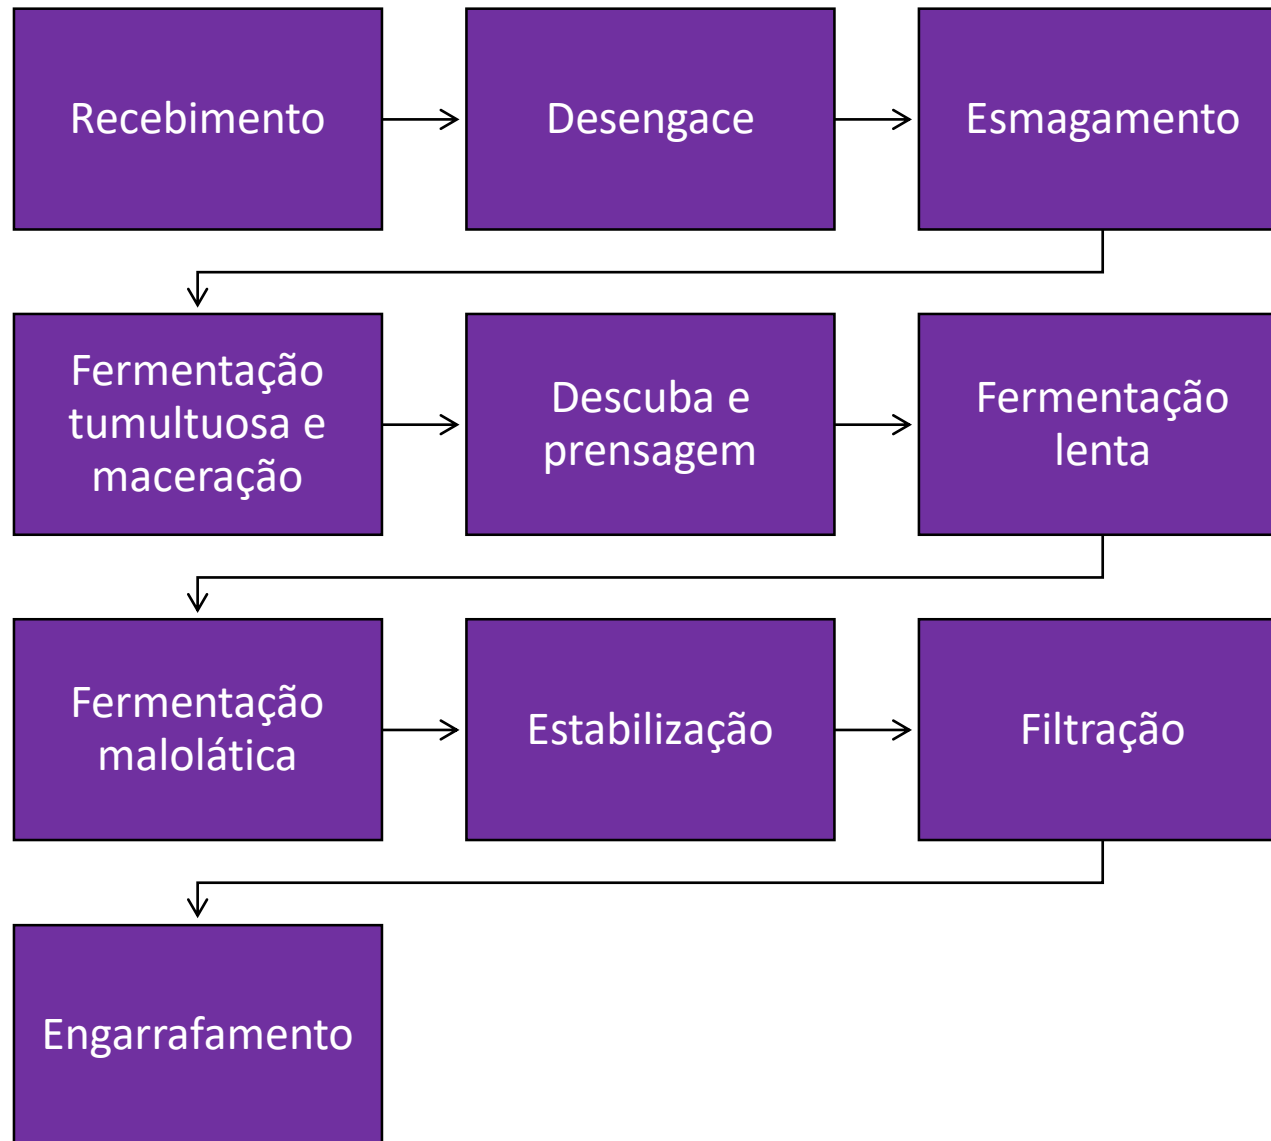 Recebimento
Desengace
Esmagamento
Fermentação
tumultuosa e
maceração
Descuba e
prensagem
Fermentação
lenta
Fermentação
malolática
Estabilização
Filtração
Engarrafamento